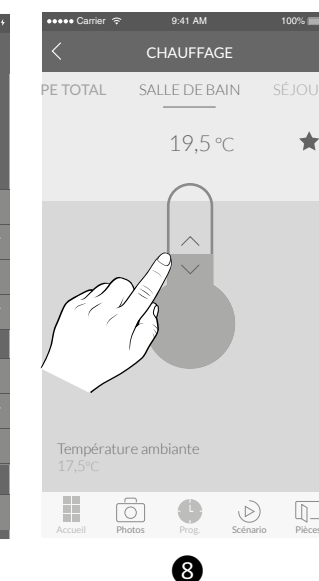 Carrier 9:41 AM 100%
CHAUFFAGE
PE TOTAL SALLE DE BAIN SÉJOU
19,5 °C
Température ambiante
17,5°C
Accueil Photos Prog. Scénario Pièces
8